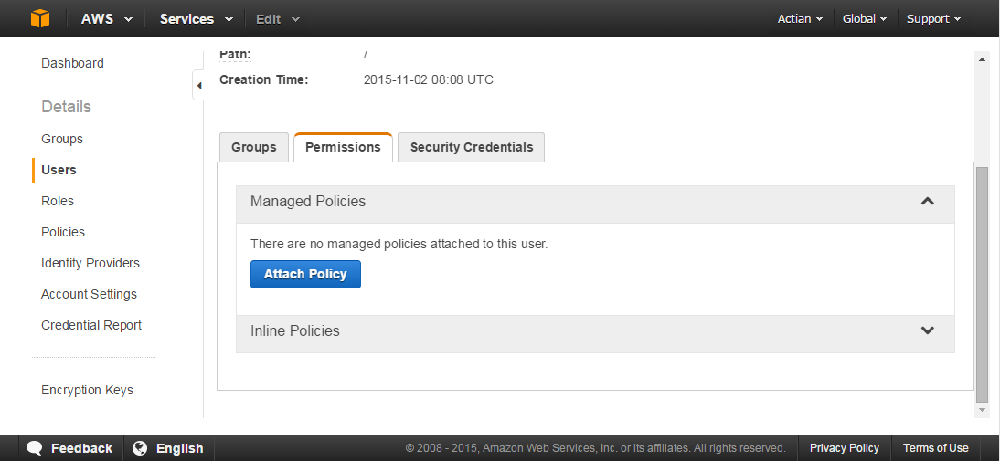 AWS Services Edit Actian Global Support
Dashboard
Details
Groups
Users
Roles
Policies
Identity Providers
Account Settings
Credential Report
Encryption Keys
Path: /
Creation Time: 2015-11-02 08:08 UTC
Groups Permissions Security Credentials
Managed Policies
There are no managed policies attached to this user.
Attach Policy
Inline Policies
Feedback English © 2008 - 2015, Amazon Web Services, Inc. or its affiliates. All rights reserved. Privacy Policy Terms of Use